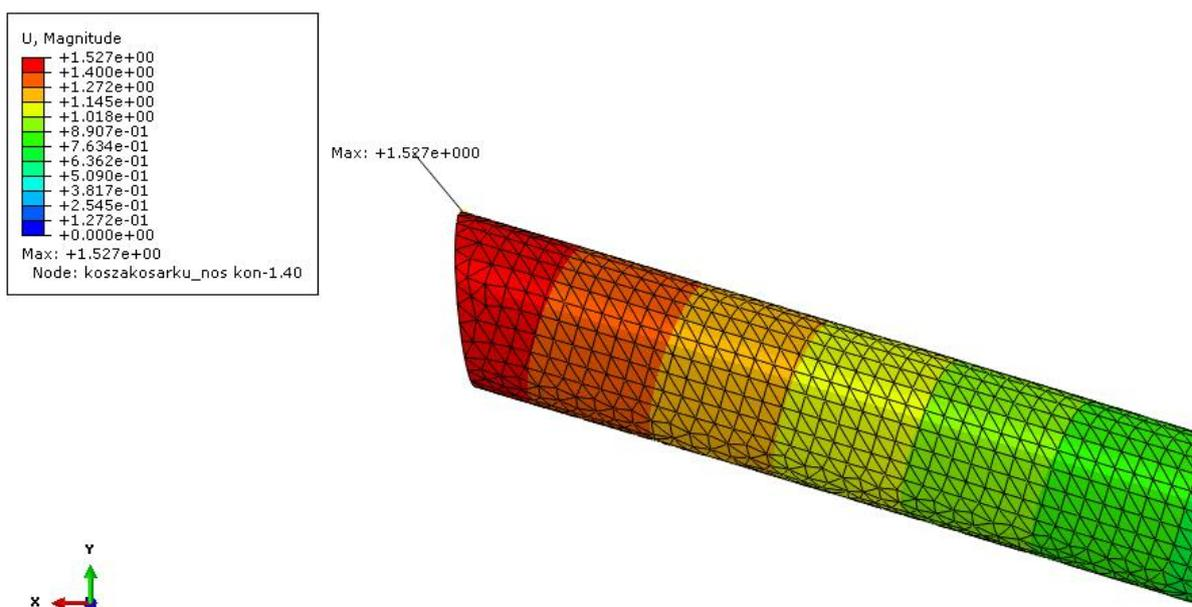 U, Magnitude
+1.527e+00
+1.400e+00
+1.272e+00
+1.145e+00
+1.018e+00
+8.907e-01
+7.634e-01
+6.362e-01
+5.090e-01
+3.817e-01
+2.545e-01
+1.272e-01
+0.000e+00
Max: +1.527e+00
Node: koszakosarku_nos kon-1.40
Max: +1.527e+000
Y
X